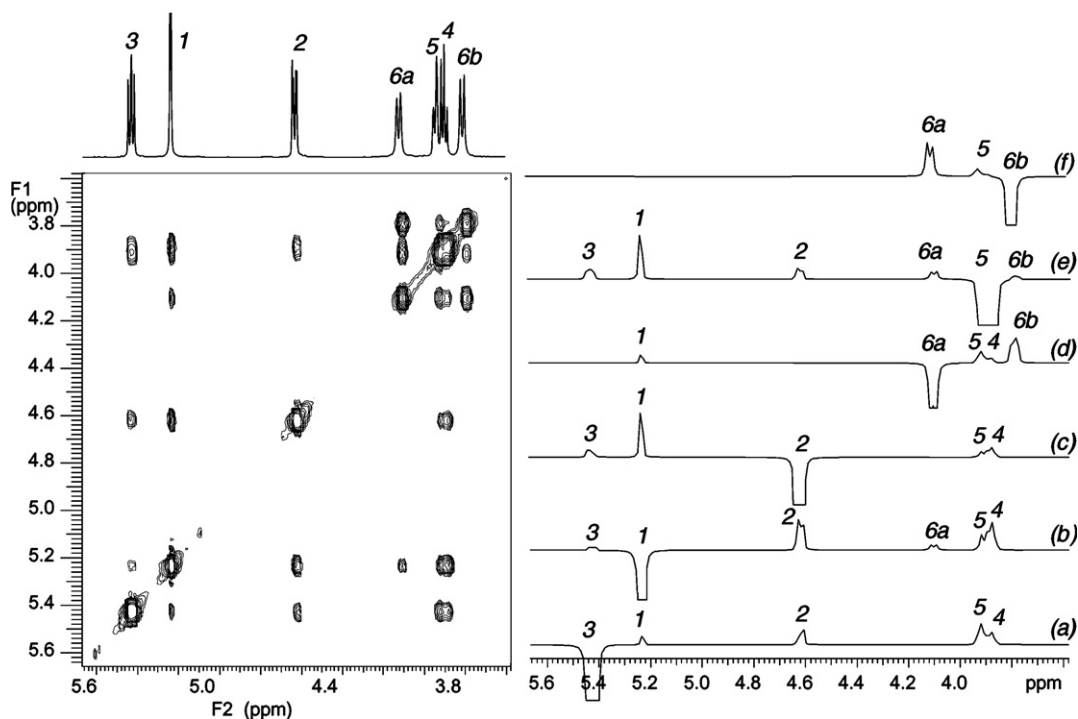 3 1 2 6a 5 4 6b
F1
(ppm)
3.8
4.0
4.2
4.4
4.6
4.8
5.0
5.2
5.4
5.6
5.6 5.0 4.4 3.8
F2 (ppm)
6a 5 6b (f)
3 1 2 6a 5 6b (e)
1 6a 5 4 6b (d)
3 1 2 5 4 (c)
3 1 2 6a 5 4 (b)
3 1 2 5 4 (a)
5.6 5.4 5.2 5.0 4.8 4.6 4.4 4.2 4.0 ppm